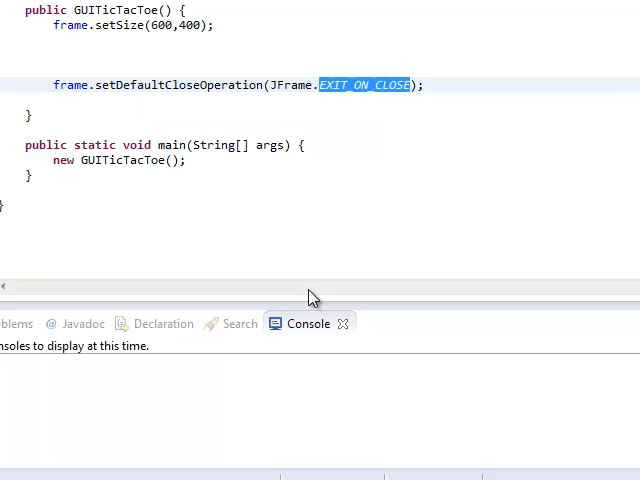 public GUITicTacToe() {
frame.setSize(600,400);
frame.setDefaultCloseOperation(JFrame.EXIT_ON_CLOSE);
}
public static void main(String[] args) {
new GUITicTacToe();
}
}
oblems @ Javadoc Declaration Search Console
nsoles to display at this time.